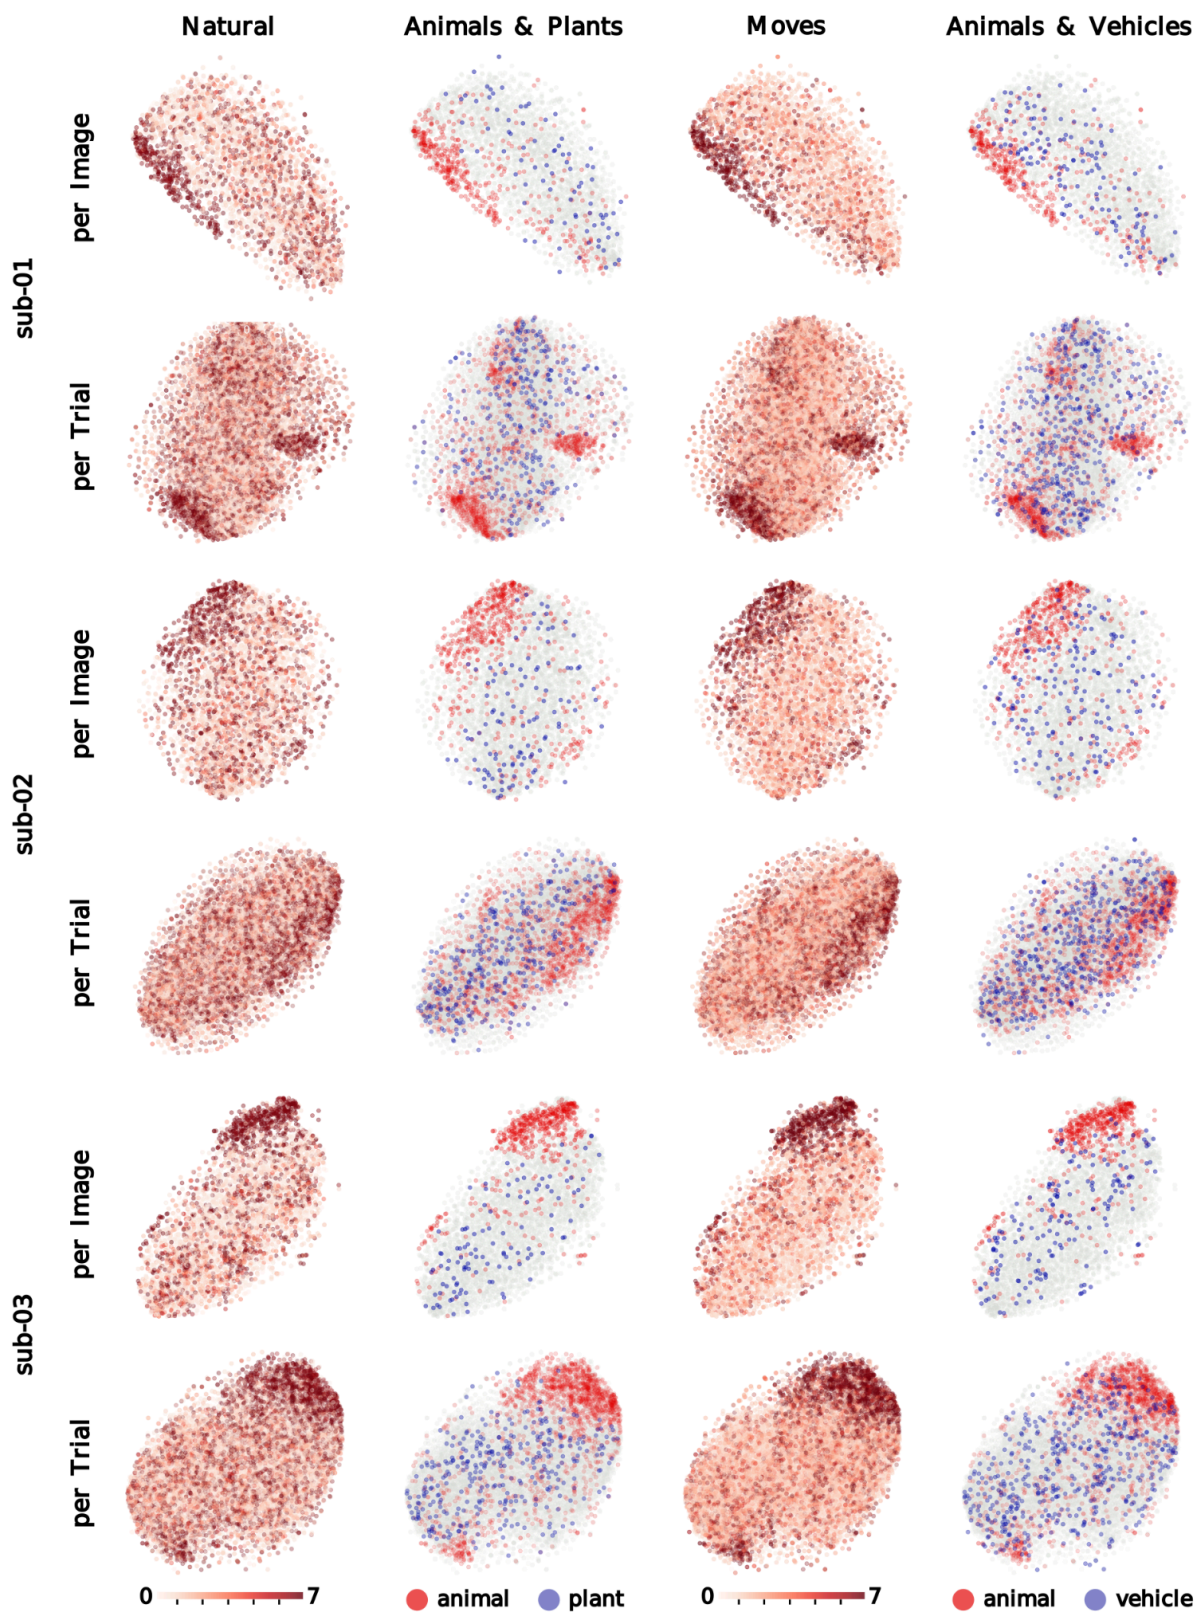 Natural Animals & Plants Moves Animals & Vehicles
sub-01
per Image
per Trial
sub-02
per Image
per Trial
sub-03
per Image
per Trial
0 7 animal plant 0 7 animal vehicle